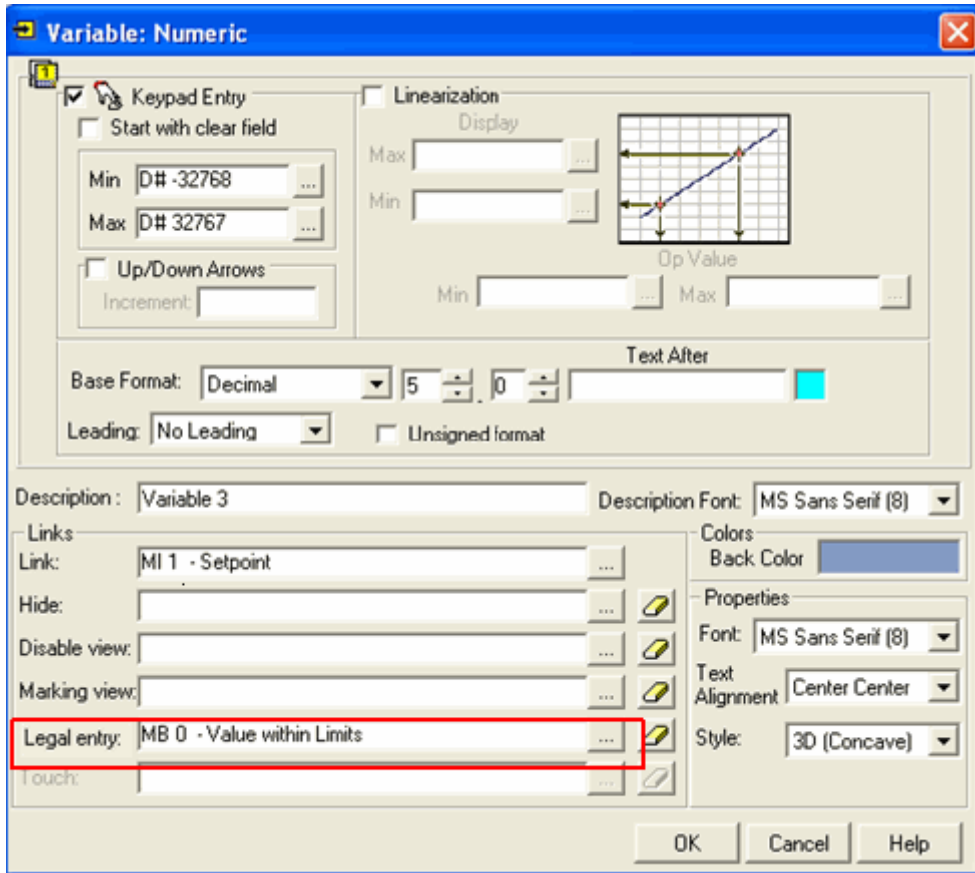 Variable: Numeric
1
Keypad Entry
Linearization
Start with clear field
Display
Max ...
Min D# -32768 ...
Min ...
Max D# 32767 ...
Up/Down Arrows
Op Value
Increment:
Min ... Max ...
Text After
Base Format: Decimal 5 . 0
Leading: No Leading
Unsigned format
Description : Variable 3
Description Font: MS Sans Serif (8)
Links
Colors
Link: MI 1 - Setpoint ...
Back Color
Hide: ...
Properties
Font: MS Sans Serif (8)
Disable view: ...
Text
Alignment Center Center
Marking view: ...
Legal entry: MB 0 - Value within Limits ...
Style: 3D (Concave)
Touch: ...
OK Cancel Help